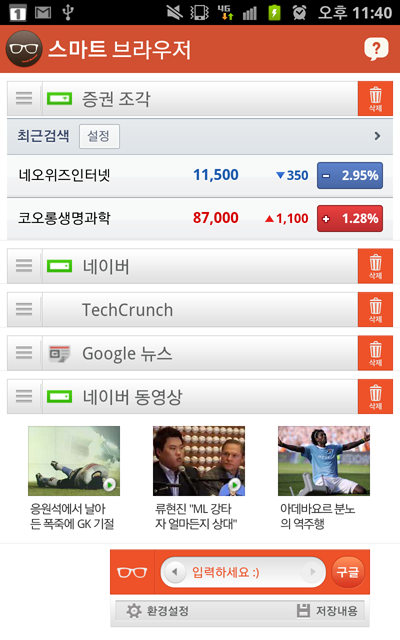 1 4G 오후 11:40
스마트 브라우저 ?
증권 조각 삭제
최근검색 설정
네오위즈인터넷 11,500 ▼350 - 2.95%
코오롱생명과학 87,000 ▲1,100 + 1.28%
네이버 삭제
TechCrunch 삭제
Google 뉴스 삭제
네이버 동영상 삭제
응원석에서 날아
든 폭죽에 GK 기절
류현진 "ML 강타
자 얼마든지 상대"
아데바요르 분노
의 역주행
입력하세요 :) 구글
환경설정 저장내용